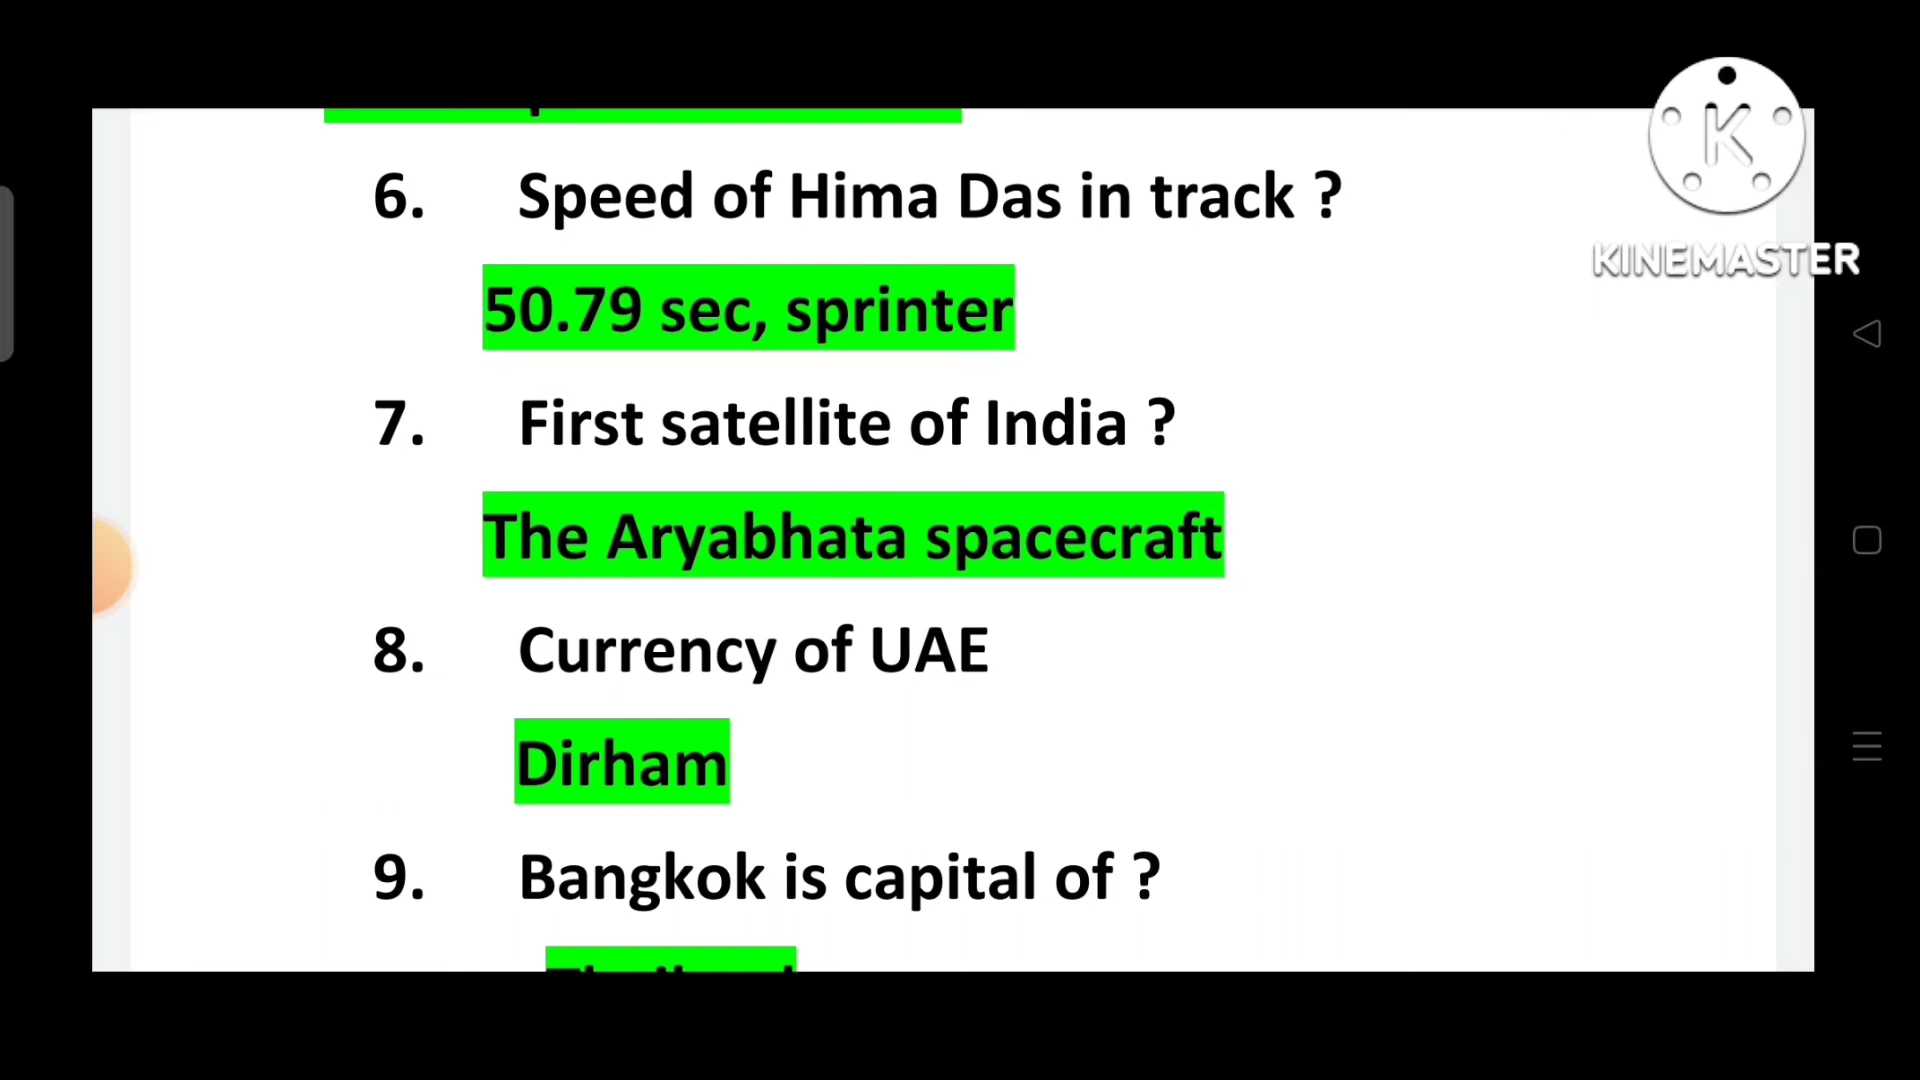 6. Speed of Hima Das in track ?
50.79 sec, sprinter
7. First satellite of India ?
The Aryabhata spacecraft
8. Currency of UAE
Dirham
9. Bangkok is capital of ?
K
KINEMASTER